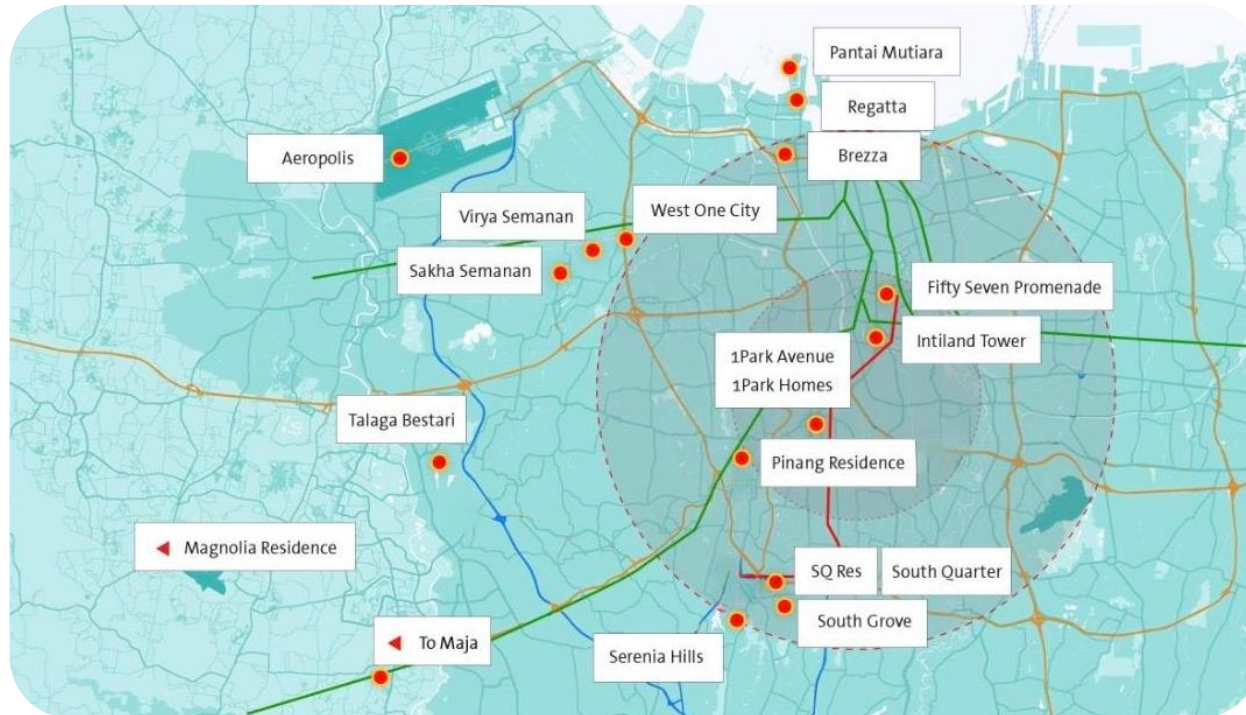 Pantai Mutiara
Regatta
Aeropolis
Brezza
Virya Semanan
West One City
Sakha Semanan
Fifty Seven Promenade
Intiland Tower
1Park Avenue
1Park Homes
Talaga Bestari
Pinang Residence
Magnolia Residence
SQ Res
South Quarter
South Grove
To Maja
Serenia Hills